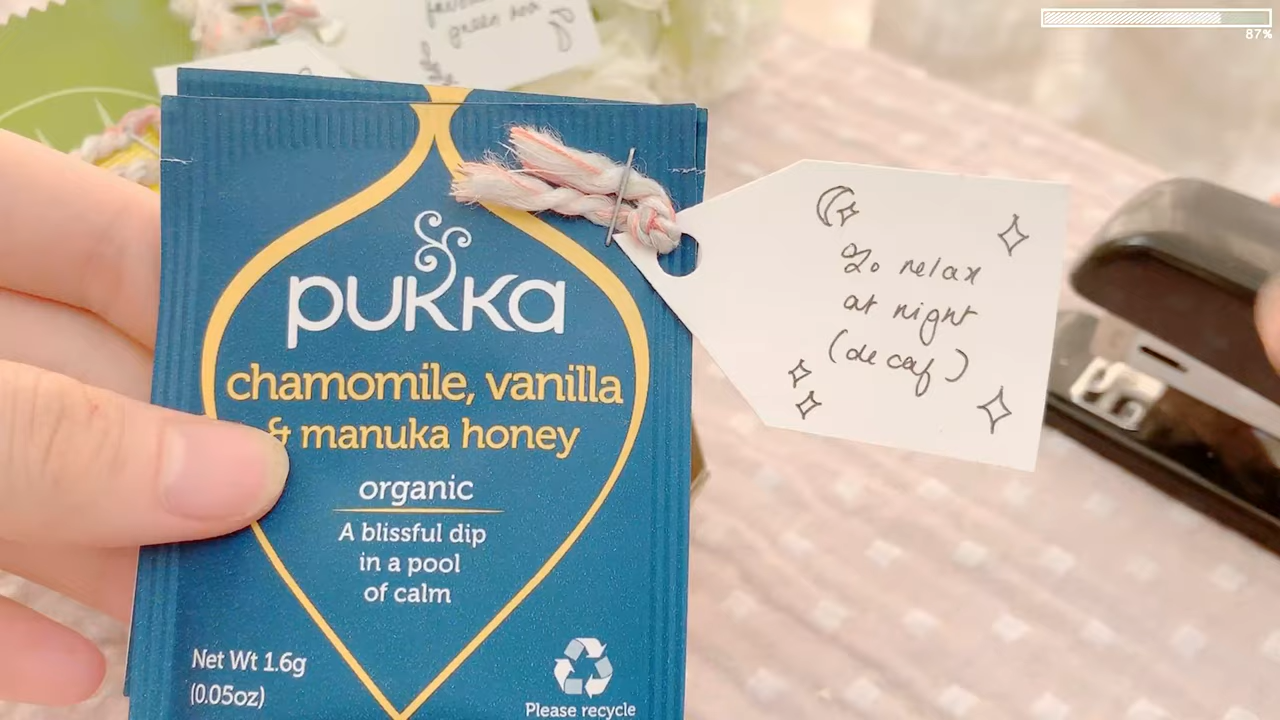 green tea
87%
pukka
chamomile, vanilla
& manuka honey
organic
A blissful dip
in a pool
of calm
Net Wt 1.6g
(0.05oz)
Please recycle
To relax
at night
(decaf)